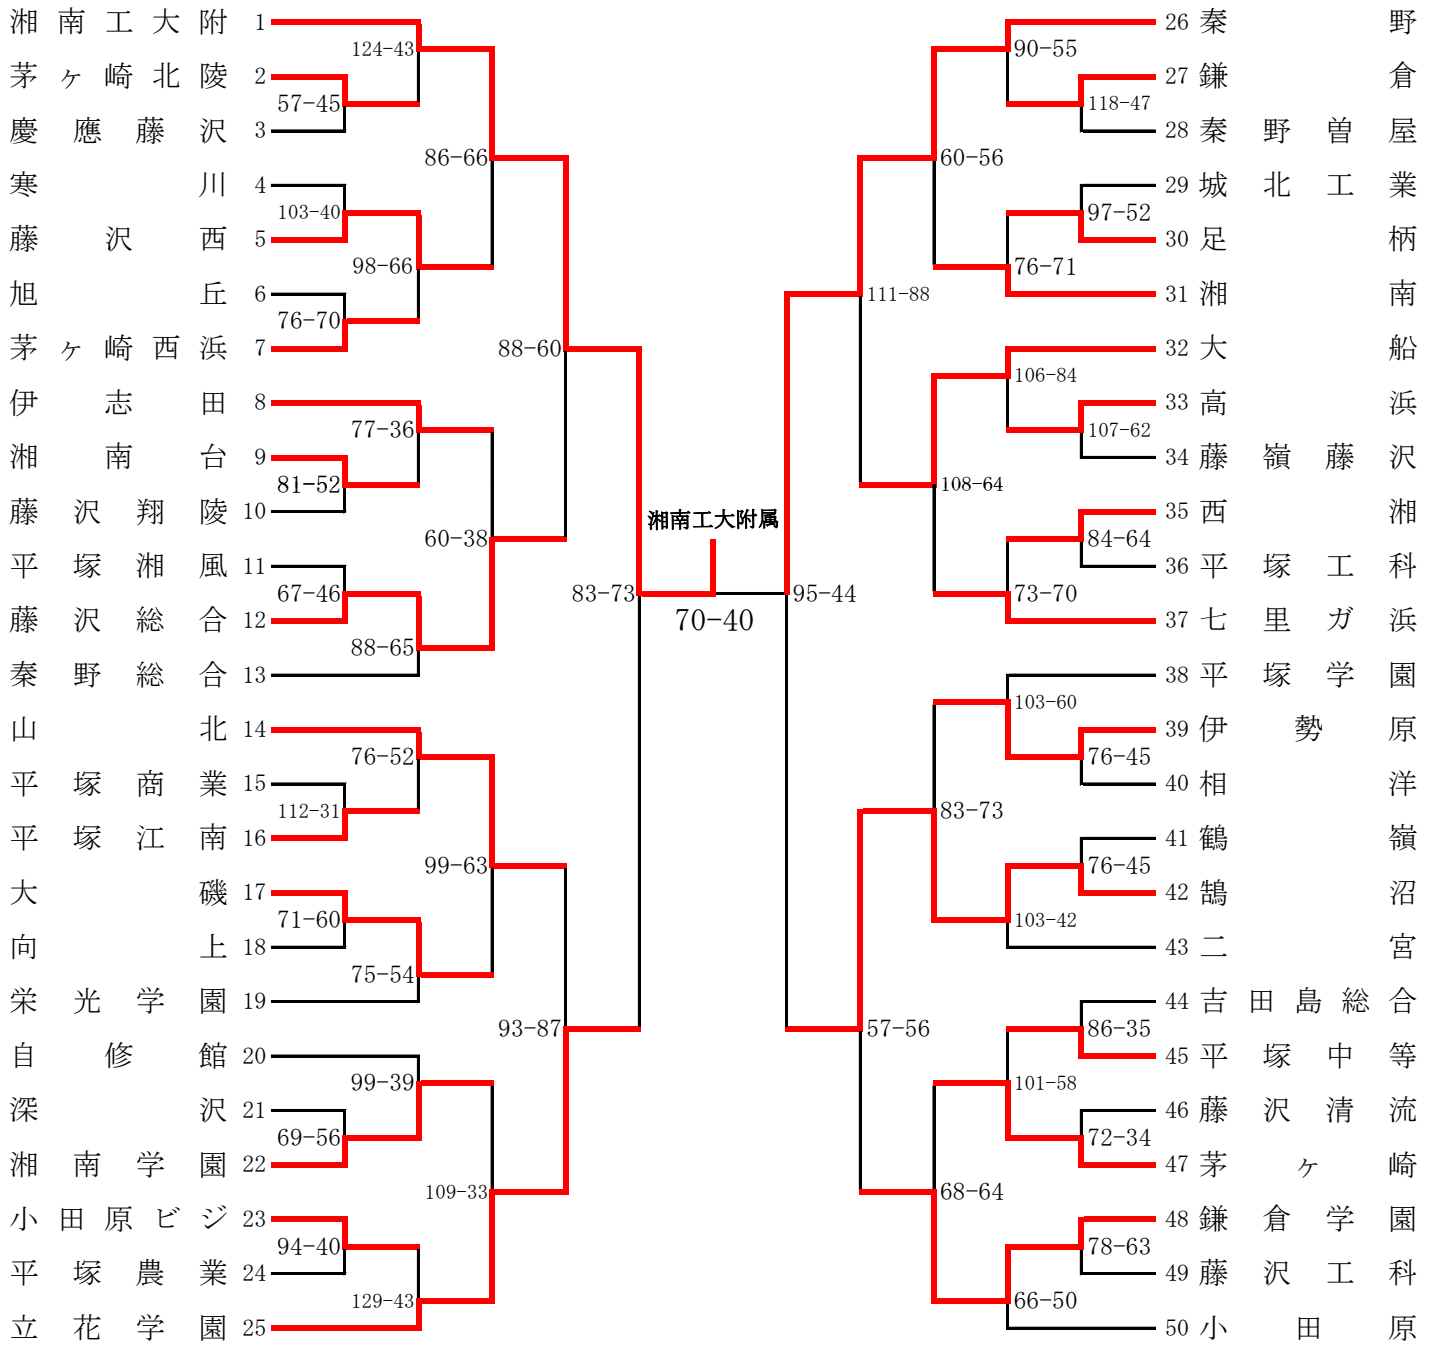 湘南工大附 1
124-43
茅ヶ崎北陵 2
57-45
慶應藤沢 3
86-66
寒川 4
103-40
藤沢西 5
98-66
旭丘 6
76-70
茅ヶ崎西浜 7
88-60
伊志田 8
77-36
湘南台 9
81-52
藤沢翔陵 10
60-38
平塚湘風 11
67-46
藤沢総合 12
88-65
秦野総合 13
83-73
山北 14
76-52
平塚商業 15
112-31
平塚江南 16
99-63
大磯 17
71-60
向上 18
75-54
栄光学園 19
93-87
自修館 20
99-39
深沢 21
69-56
湘南学園 22
109-33
小田原ビジ 23
94-40
平塚農業 24
129-43
立花学園 25
湘南工大附属
70-40
26 秦野
90-55
27 鎌倉
118-47
28 秦野曽屋
60-56
29 城北工業
97-52
30 足柄
76-71
31 湘南
111-88
32 大船
106-84
33 高浜
107-62
34 藤嶺藤沢
108-64
35 西湘
84-64
36 平塚工科
73-70
37 七里ガ浜
95-44
38 平塚学園
103-60
39 伊勢原
76-45
40 相洋
83-73
41 鶴嶺
76-45
42 鵠沼
103-42
43 二宮
57-56
44 吉田島総合
86-35
45 平塚中等
101-58
46 藤沢清流
72-34
47 茅ヶ崎
68-64
48 鎌倉学園
78-63
49 藤沢工科
66-50
50 小田原